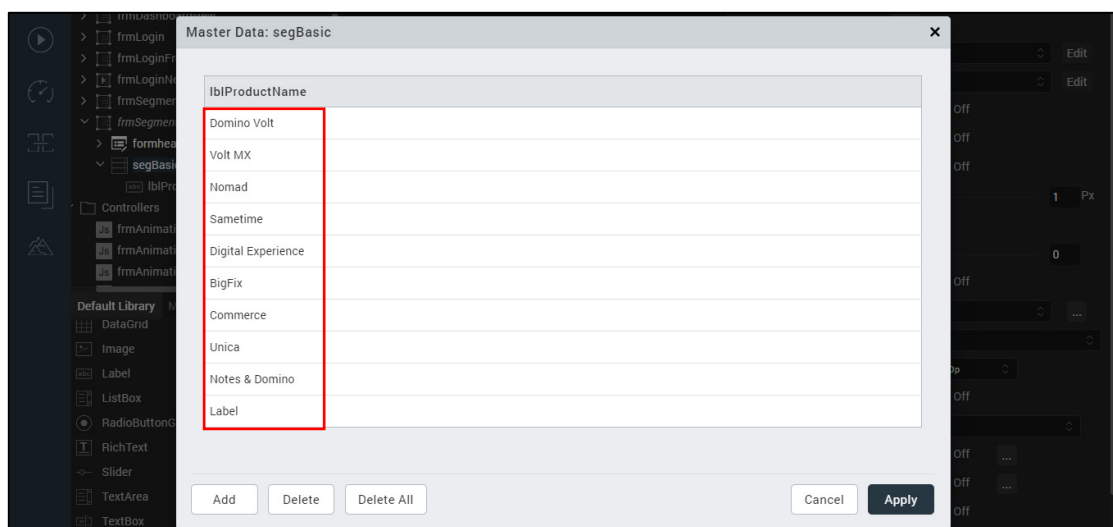 frmDashboard
frmLogin
frmLoginFr
frmLoginNe
frmSegmen
frmSegmen
formhea
segBasi
lblPro
Controllers
frmAnimati
frmAnimati
frmAnimati
Default Library
DataGrid
Image
Label
ListBox
RadioButtonG
RichText
Slider
TextArea
TextBox
Master Data: segBasic
lblProductName
Domino Volt
Volt MX
Nomad
Sametime
Digital Experience
BigFix
Commerce
Unica
Notes & Domino
Label
Add
Delete
Delete All
Cancel
Apply
Edit
Edit
Off
Off
Off
1 Px
0
Off
...
Off
Off ...
Off ...
Off